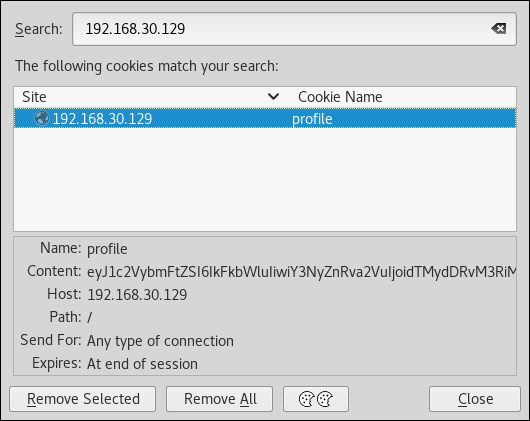 Search: 192.168.30.129
The following cookies match your search:
Site Cookie Name
192.168.30.129 profile
Name: profile
Content: eyJ1c2VybmFtZSI6IkFkbWluIiwiY3NyZnRva2VuIjoidTMydDRvM3RiM
Host: 192.168.30.129
Path: /
Send For: Any type of connection
Expires: At end of session
Remove Selected Remove All Close